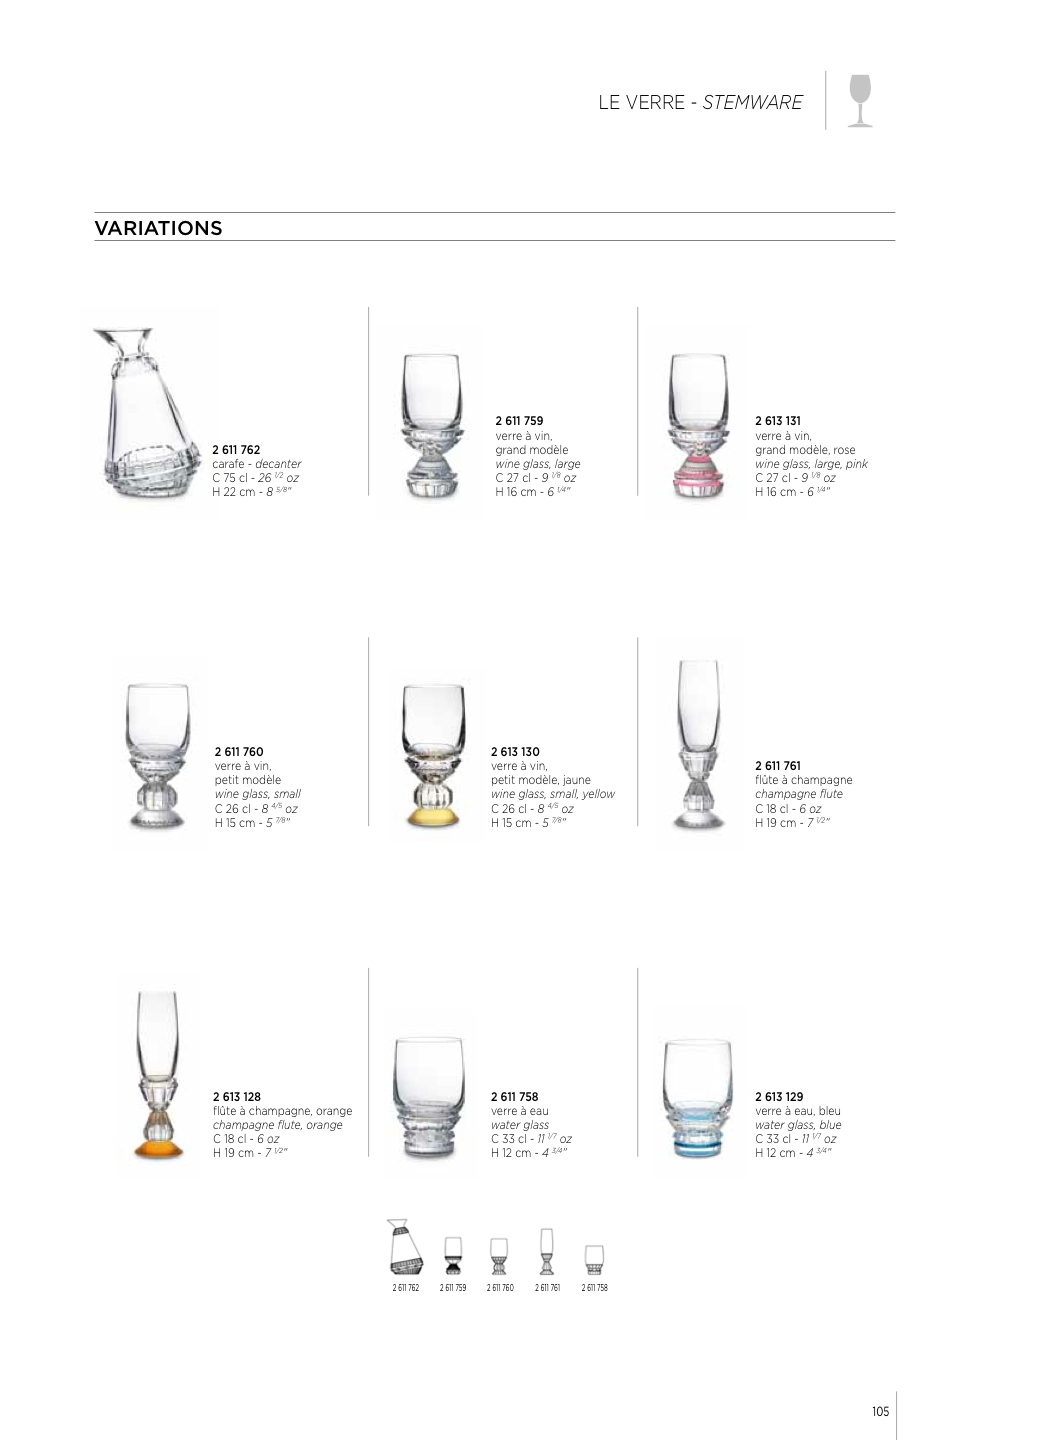 LE VERRE - STEMWARE
VARIATIONS
2 611 762
carafe - decanter
C 75 cl - 26 1/2 oz
H 22 cm - 8 5/8"
2 611 759
verre à vin,
grand modèle
wine glass, large
C 27 cl - 9 1/8 oz
H 16 cm - 6 1/4"
2 613 131
verre à vin,
grand modèle, rose
wine glass, large, pink
C 27 cl - 9 1/8 oz
H 16 cm - 6 1/4"
2 611 760
verre à vin,
petit modèle
wine glass, small
C 26 cl - 8 4/5 oz
H 15 cm - 5 7/8"
2 613 130
verre à vin,
petit modèle, jaune
wine glass, small, yellow
C 26 cl - 8 4/5 oz
H 15 cm - 5 7/8"
2 611 761
flûte à champagne
champagne flute
C 18 cl - 6 oz
H 19 cm - 7 1/2"
2 613 128
flûte à champagne, orange
champagne flute, orange
C 18 cl - 6 oz
H 19 cm - 7 1/2"
2 611 758
verre à eau
water glass
C 33 cl - 11 1/7 oz
H 12 cm - 4 3/4"
2 613 129
verre à eau, bleu
water glass, blue
C 33 cl - 11 1/7 oz
H 12 cm - 4 3/4"
2 611 762 2 611 759 2 611 760 2 611 761 2 611 758
105